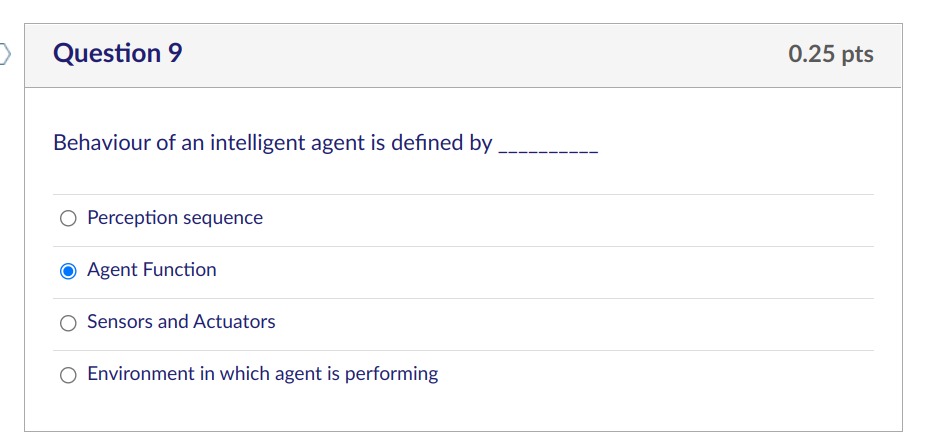 Question 9
0.25 pts
Behaviour of an intelligent agent is defined by __________
Perception sequence
Agent Function
Sensors and Actuators
Environment in which agent is performing